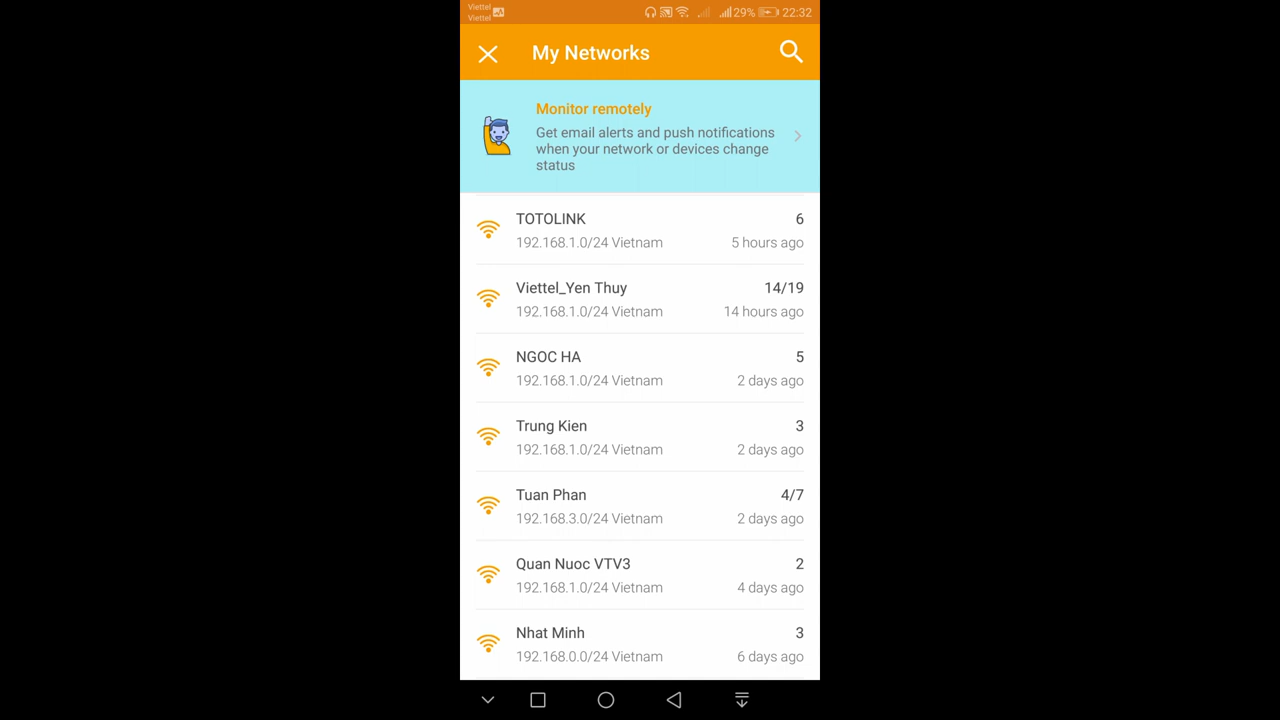 Viettel
Viettel
29% 22:32
My Networks
Monitor remotely
Get email alerts and push notifications
when your network or devices change
status
TOTOLINK 6
192.168.1.0/24 Vietnam 5 hours ago
Viettel_Yen Thuy 14/19
192.168.1.0/24 Vietnam 14 hours ago
NGOC HA 5
192.168.1.0/24 Vietnam 2 days ago
Trung Kien 3
192.168.1.0/24 Vietnam 2 days ago
Tuan Phan 4/7
192.168.3.0/24 Vietnam 2 days ago
Quan Nuoc VTV3 2
192.168.1.0/24 Vietnam 4 days ago
Nhat Minh 3
192.168.0.0/24 Vietnam 6 days ago